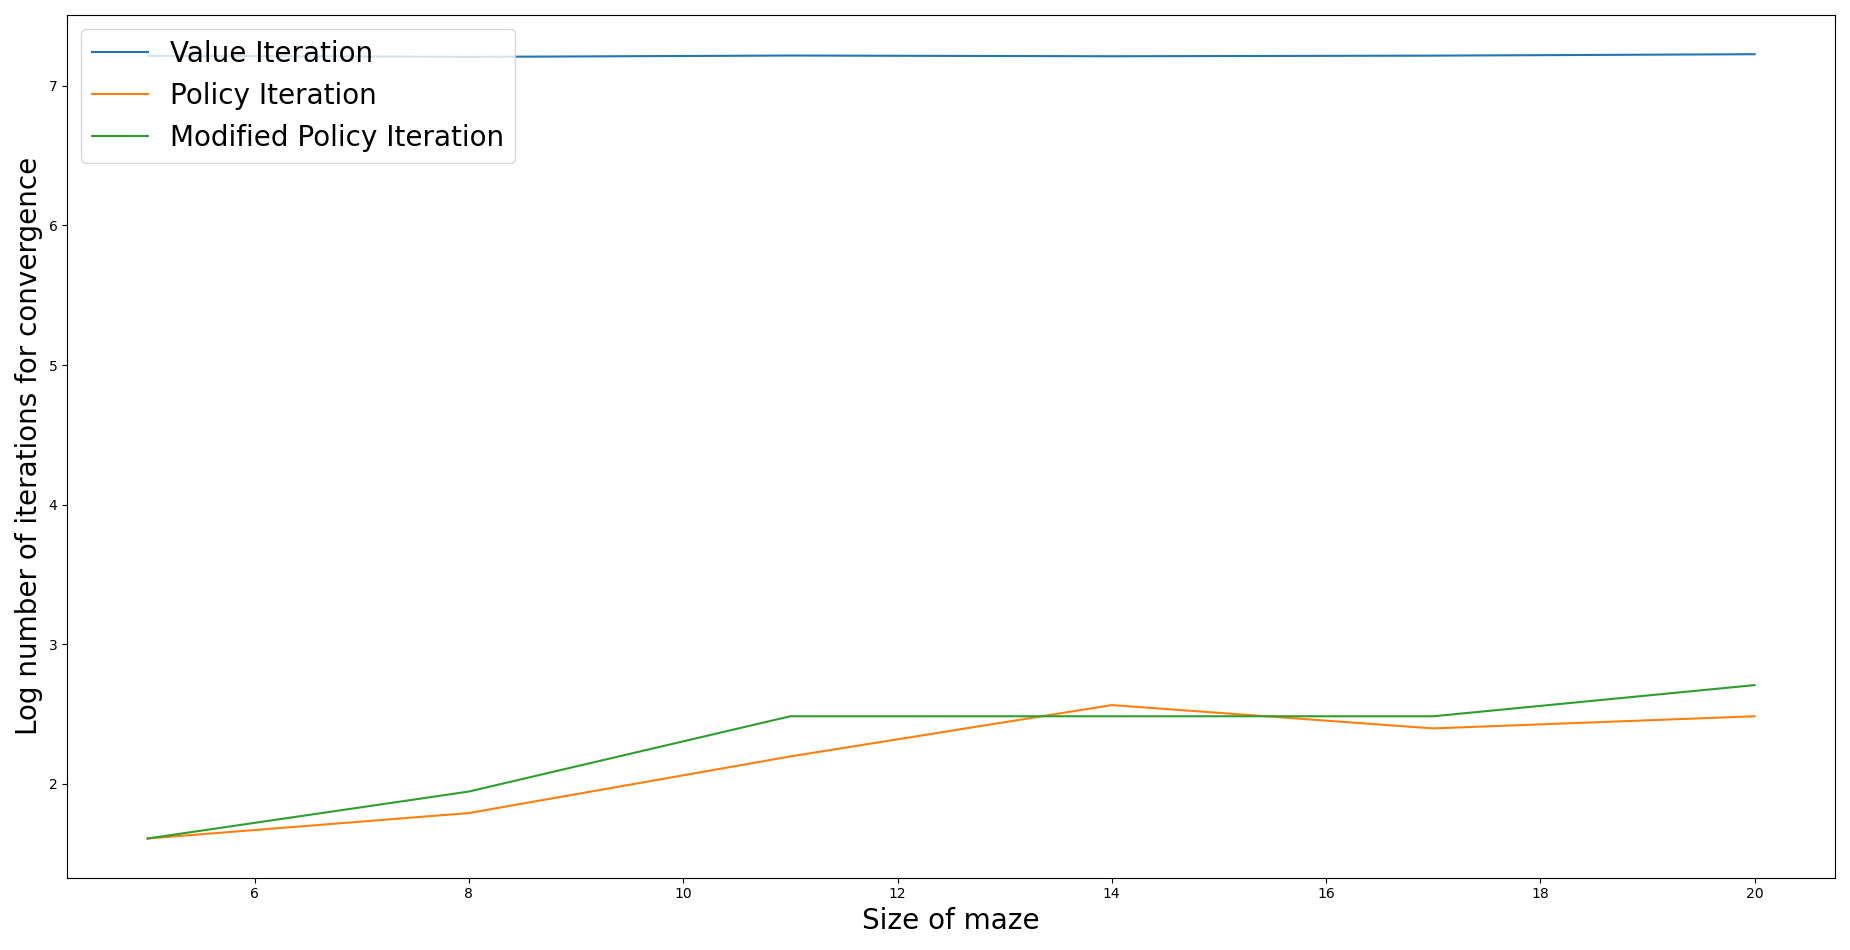 Value Iteration
Policy Iteration
Modified Policy Iteration
Log number of iterations for convergence
7
6
5
4
3
2
6 8 10 12 14 16 18 20
Size of maze